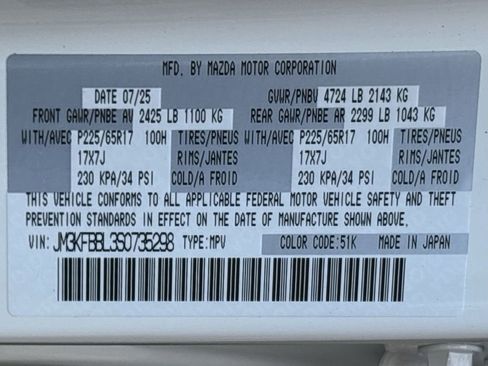 MFD. BY MAZDA MOTOR CORPORATION
DATE 07/25 GVWR/PNBV 4724 LB 2143 KG
FRONT GAWR/PNBE AV 2425 LB 1100 KG REAR GAWR/PNBE AR 2299 LB 1043 KG
WITH/AVEC P225/65R17 100H TIRES/PNEUS WITH/AVEC P225/65R17 100H TIRES/PNEUS
17X7J RIMS/JANTES 17X7J RIMS/JANTES
230 KPA/34 PSI COLD/A FROID 230 KPA/34 PSI COLD/A FROID
THIS VEHICLE CONFORMS TO ALL APPLICABLE FEDERAL MOTOR VEHICLE SAFETY AND THEFT
PREVENTION STANDARDS IN EFFECT ON THE DATE OF MANUFACTURE SHOWN ABOVE.
VIN: JM3KFBBL3S0735298 TYPE:MPV COLOR CODE:51K MADE IN JAPAN